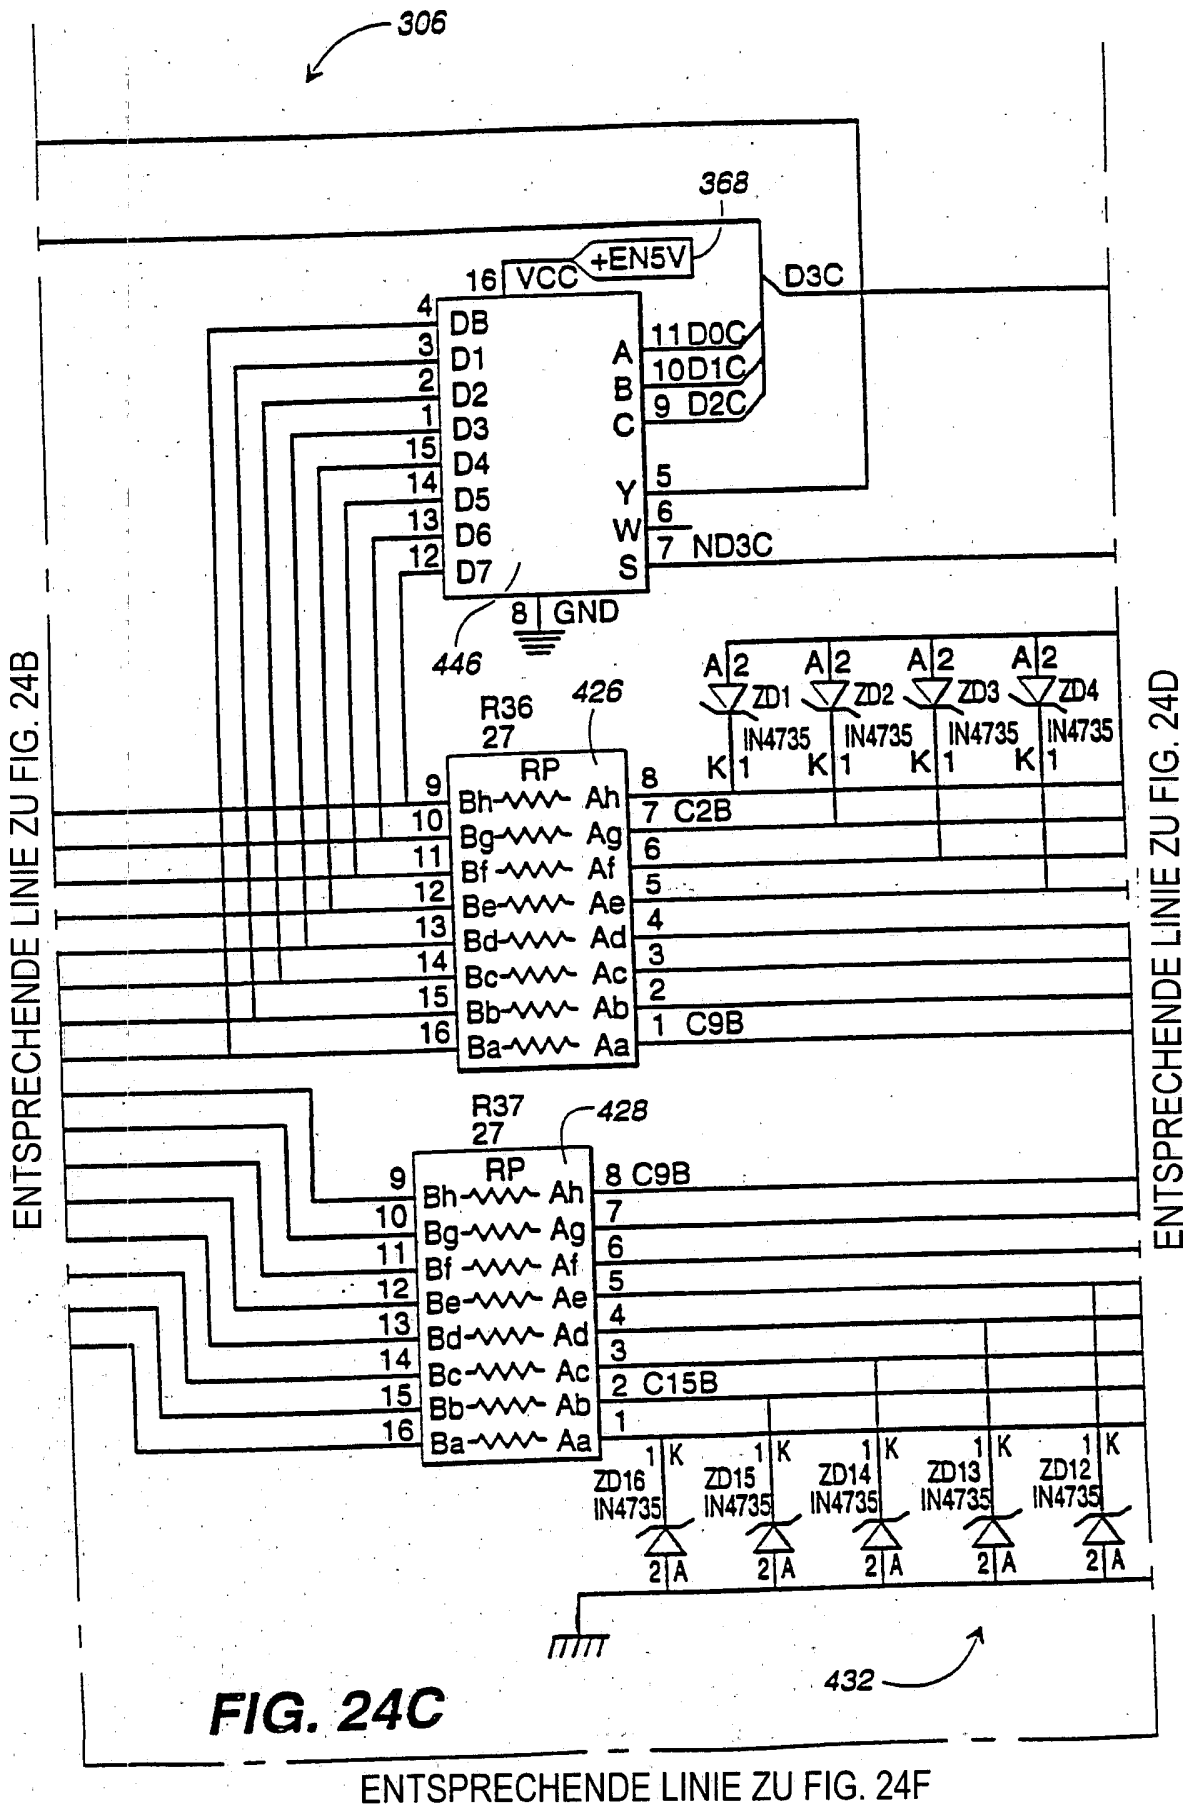 306
368
+EN5V
16 VCC
D3C
4 DB
3 D1
2 D2
1 D3
15 D4
14 D5
13 D6
12 D7
A 11 D0C
B 10 D1C
C 9 D2C
Y 5
W 6
S 7 ND3C
8 GND
446
A 2 A 2 A 2 A 2
ZD1 ZD2 ZD3 ZD4
IN4735 IN4735 IN4735 IN4735
K 1 K 1 K 1 K 1
R36
27
426
RP
9 Bh Ah 8
10 Bg Ag 7 C2B
11 Bf Af 6
12 Be Ae 5
13 Bd Ad 4
14 Bc Ac 3
15 Bb Ab 2
16 Ba Aa 1 C9B
R37
27
428
RP
9 Bh Ah 8 C9B
10 Bg Ag 7
11 Bf Af 6
12 Be Ae 5
13 Bd Ad 4
14 Bc Ac 3
15 Bb Ab 2 C15B
16 Ba Aa 1
1 K 1 K 1 K 1 K 1 K
ZD16 ZD15 ZD14 ZD13 ZD12
IN4735 IN4735 IN4735 IN4735 IN4735
2 A 2 A 2 A 2 A 2 A
432
FIG. 24C
ENTSPRECHENDE LINIE ZU FIG. 24B
ENTSPRECHENDE LINIE ZU FIG. 24D
ENTSPRECHENDE LINIE ZU FIG. 24F